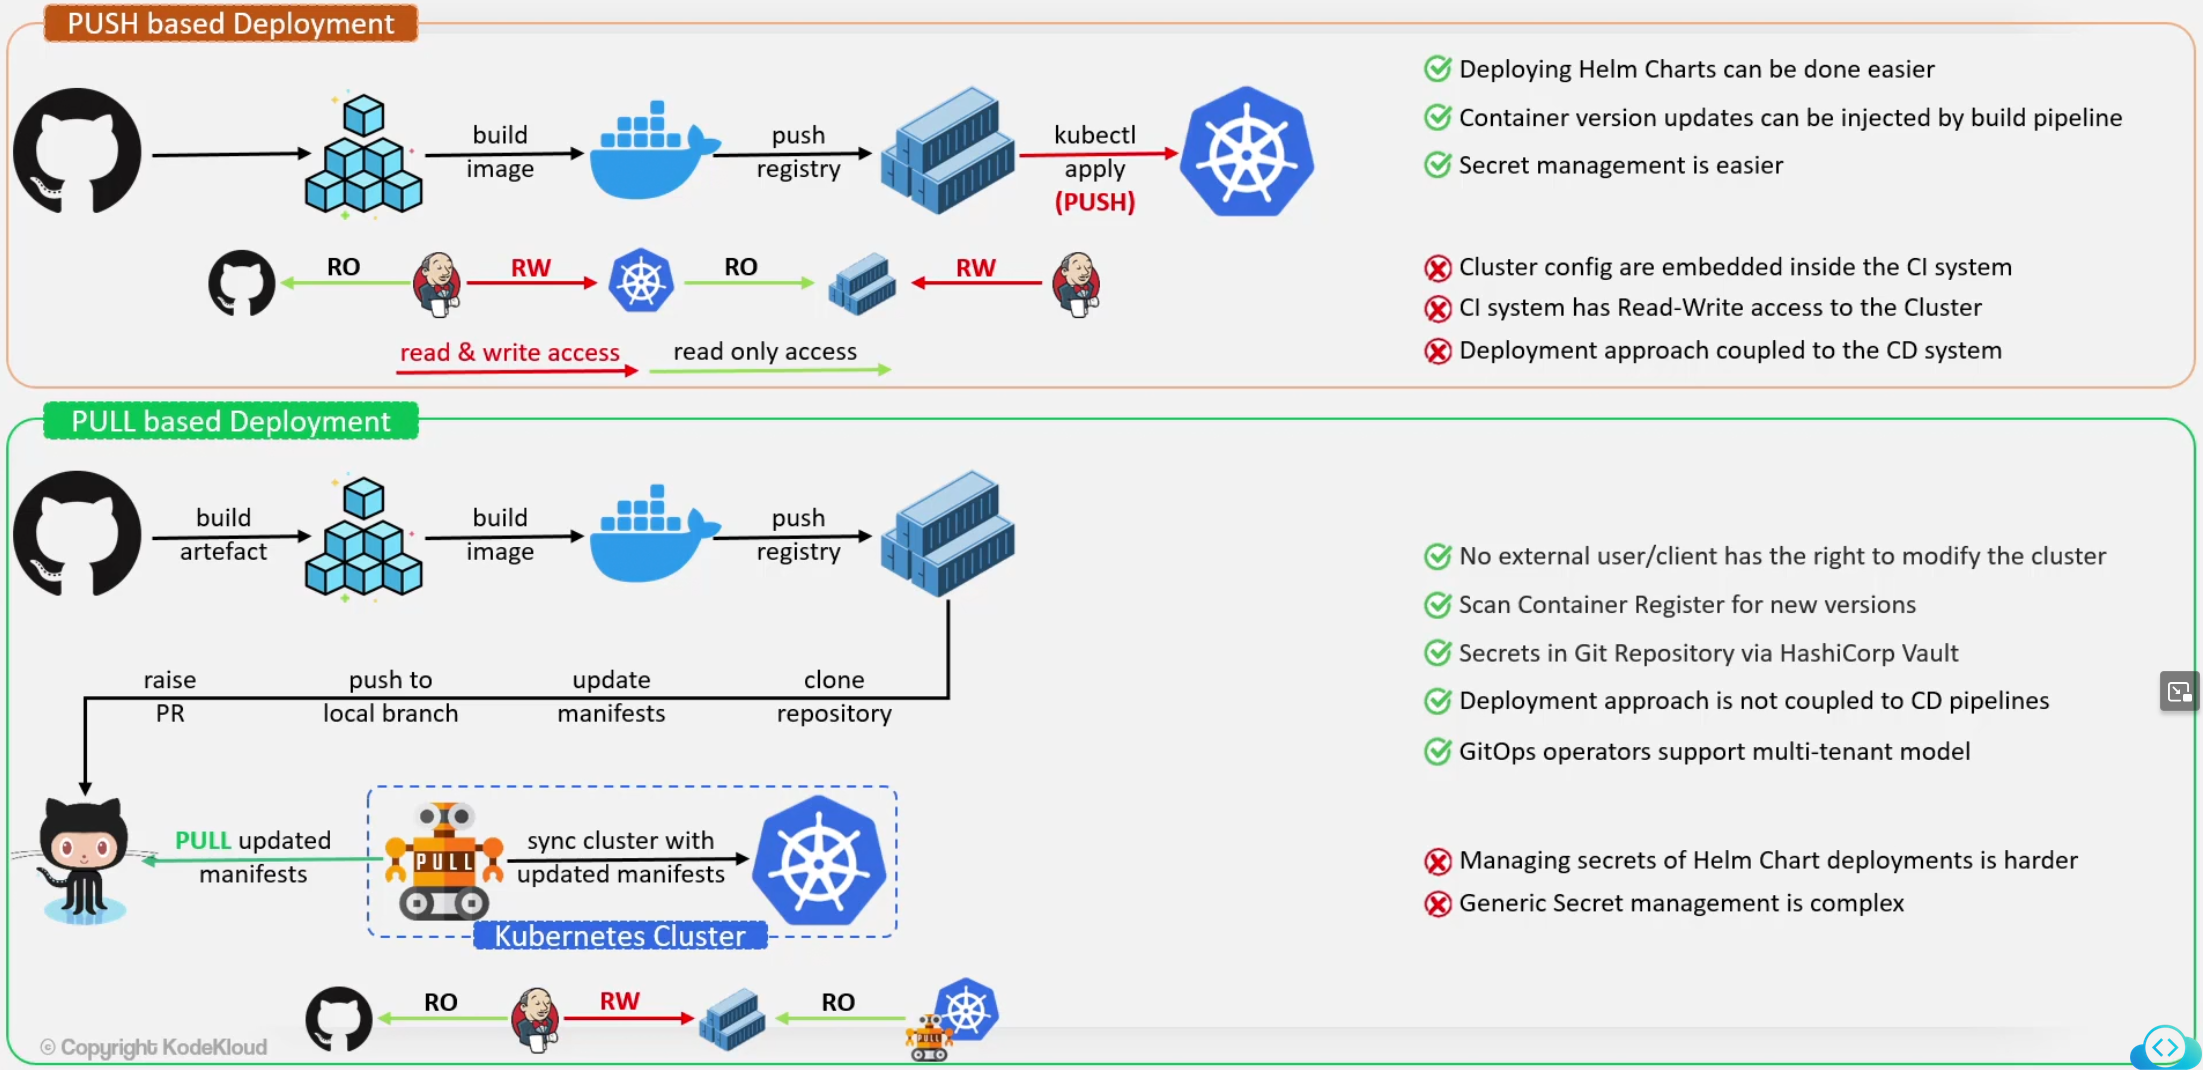 PUSH based Deployment
build
image
push
registry
kubectl
apply
(PUSH)
Deploying Helm Charts can be done easier
Container version updates can be injected by build pipeline
Secret management is easier
RO
RW
RO
RW
read & write access
read only access
Cluster config are embedded inside the CI system
CI system has Read-Write access to the Cluster
Deployment approach coupled to the CD system
PULL based Deployment
build
artefact
build
image
push
registry
raise
PR
push to
local branch
update
manifests
clone
repository
PULL updated
manifests
PULL
sync cluster with
updated manifests
Kubernetes Cluster
No external user/client has the right to modify the cluster
Scan Container Register for new versions
Secrets in Git Repository via HashiCorp Vault
Deployment approach is not coupled to CD pipelines
GitOps operators support multi-tenant model
Managing secrets of Helm Chart deployments is harder
Generic Secret management is complex
RO
RW
RO
PULL
© Copyright KodeKloud